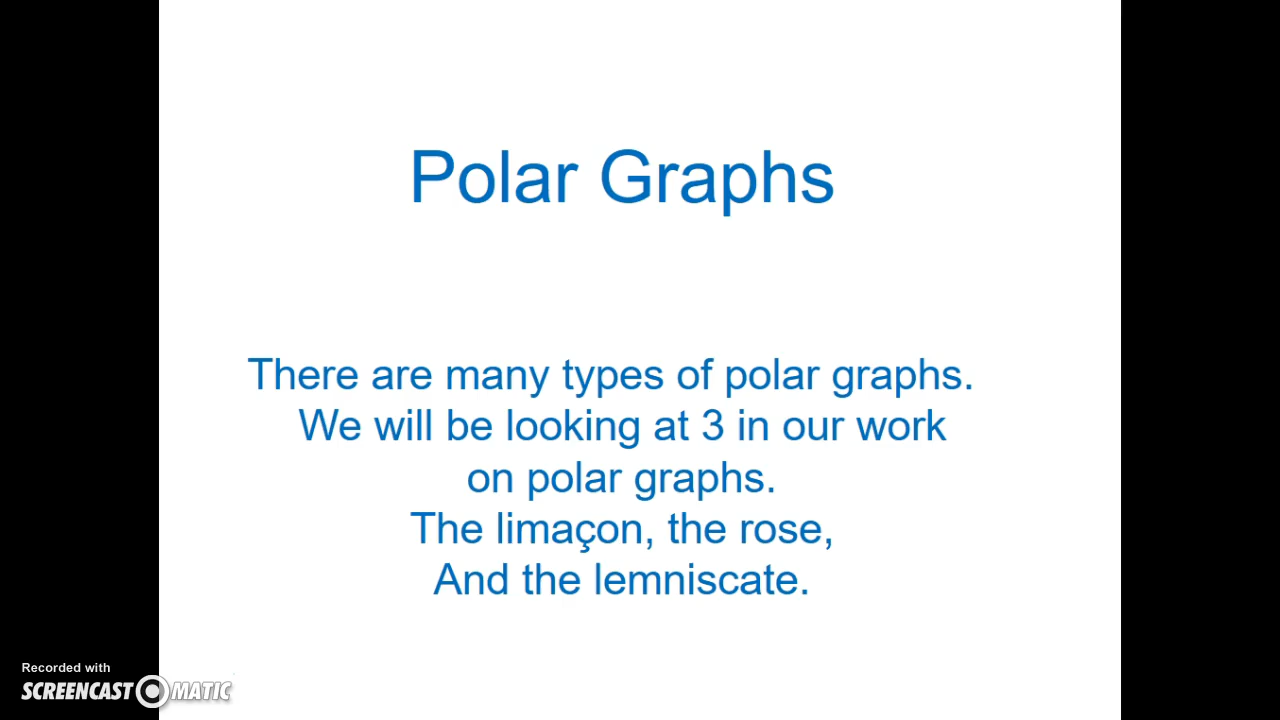 Polar Graphs
There are many types of polar graphs.
We will be looking at 3 in our work
on polar graphs.
The limaçon, the rose,
And the lemniscate.
Recorded with
SCREENCAST MATIC